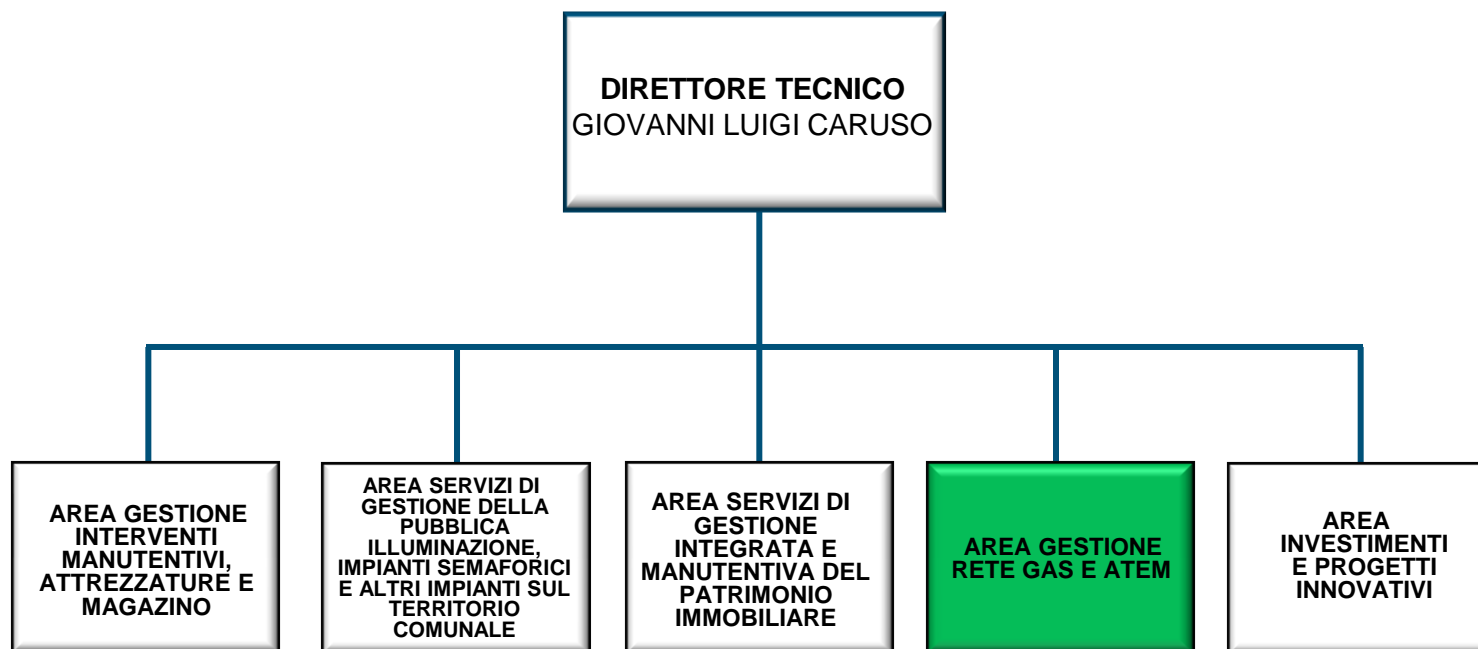 DIRETTORE TECNICO
GIOVANNI LUIGI CARUSO
AREA GESTIONE
INTERVENTI
MANUTENTIVI,
ATTREZZATURE E
MAGAZINO
AREA SERVIZI DI
GESTIONE DELLA
PUBBLICA
ILLUMINAZIONE,
IMPIANTI SEMAFORICI
E ALTRI IMPIANTI SUL
TERRITORIO
COMUNALE
AREA SERVIZI DI
GESTIONE
INTEGRATA E
MANUTENTIVA DEL
PATRIMONIO
IMMOBILIARE
AREA GESTIONE
RETE GAS E ATEM
AREA
INVESTIMENTI
E PROGETTI
INNOVATIVI